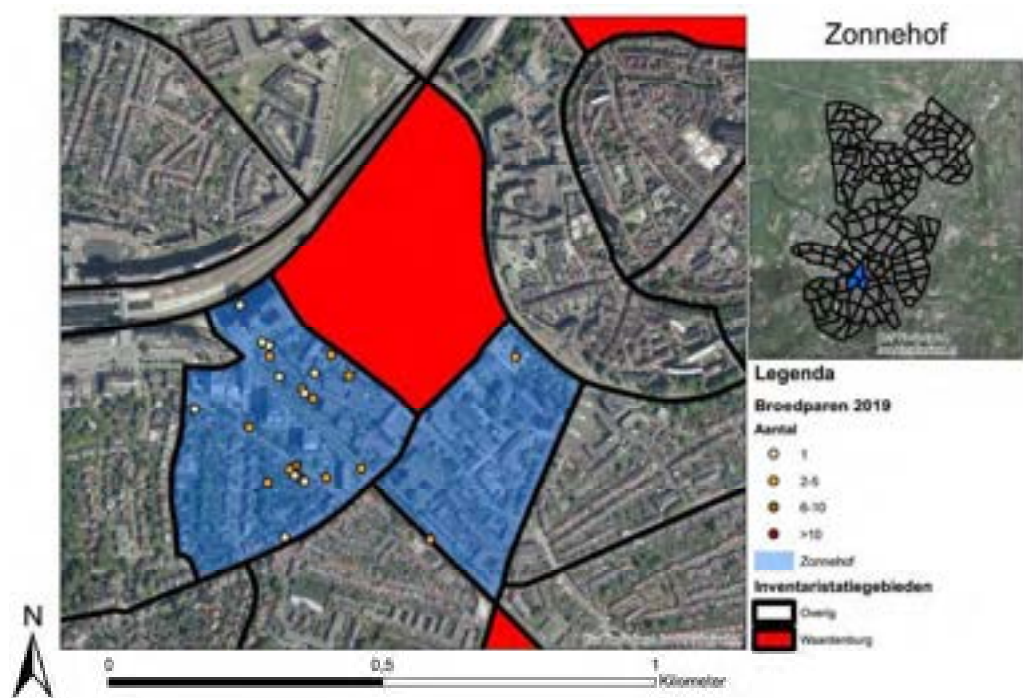 Zonnehof
Legenda
Broedparen 2019
Aantal
1
2-5
6-10
>10
Zonnehof
Inventaristatiegebieden
Overig
Waardenburg
N
0
0,5
1
Kilometer